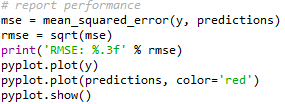 # report performance
mse = mean_squared_error(y, predictions)
rmse = sqrt(mse)
print('RMSE: %.3f' % rmse)
pyplot.plot(y)
pyplot.plot(predictions, color='red')
pyplot.show()